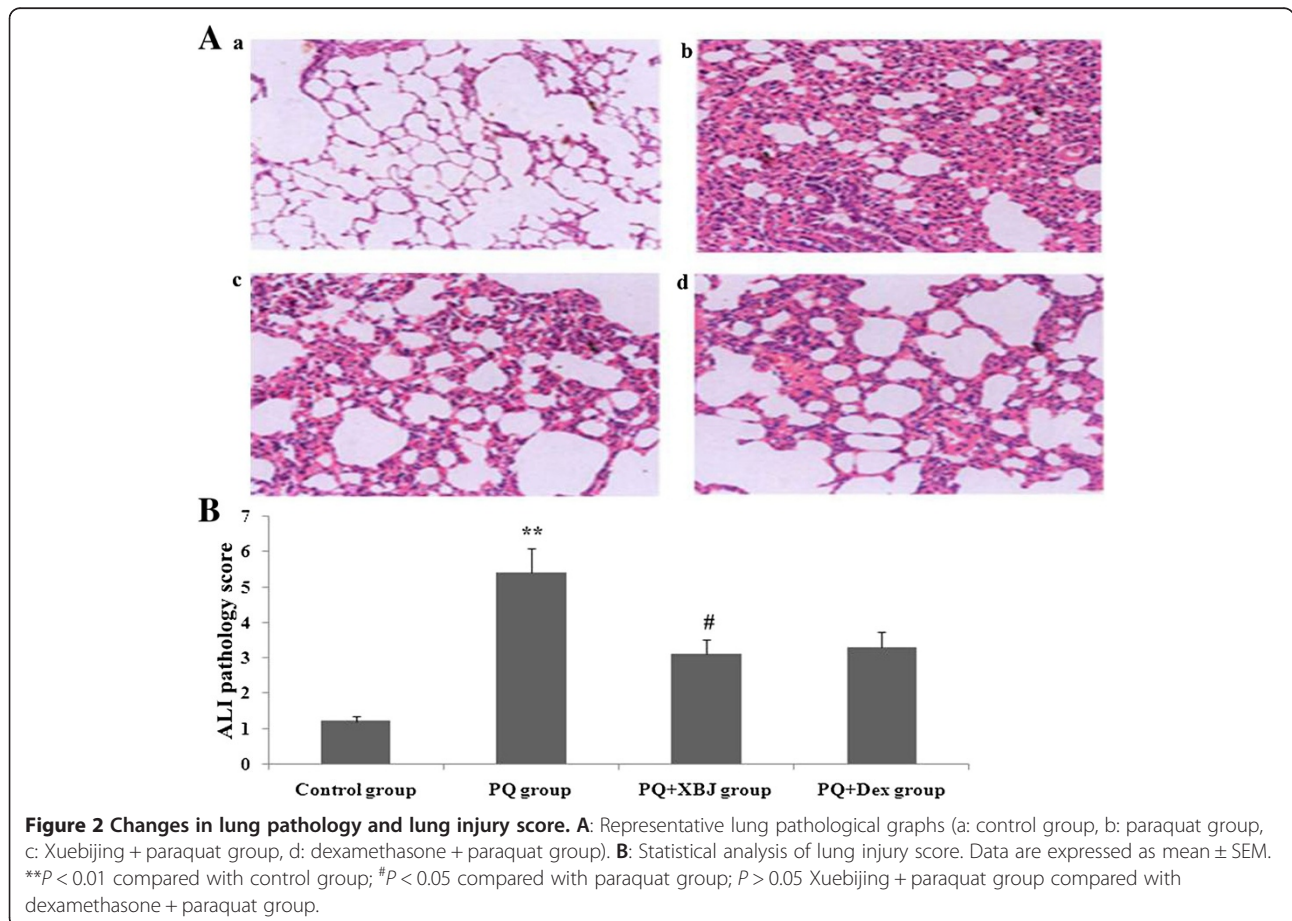 A
a
b
c
d
B
ALI pathology score
7
6
5
4
3
2
1
0
**
#
Control group
PQ group
PQ+XBJ group
PQ+Dex group
Figure 2 Changes in lung pathology and lung injury score. A: Representative lung pathological graphs (a: control group, b: paraquat group,
c: Xuebijing + paraquat group, d: dexamethasone + paraquat group). B: Statistical analysis of lung injury score. Data are expressed as mean ± SEM.
**P < 0.01 compared with control group; #P < 0.05 compared with paraquat group; P > 0.05 Xuebijing + paraquat group compared with
dexamethasone + paraquat group.